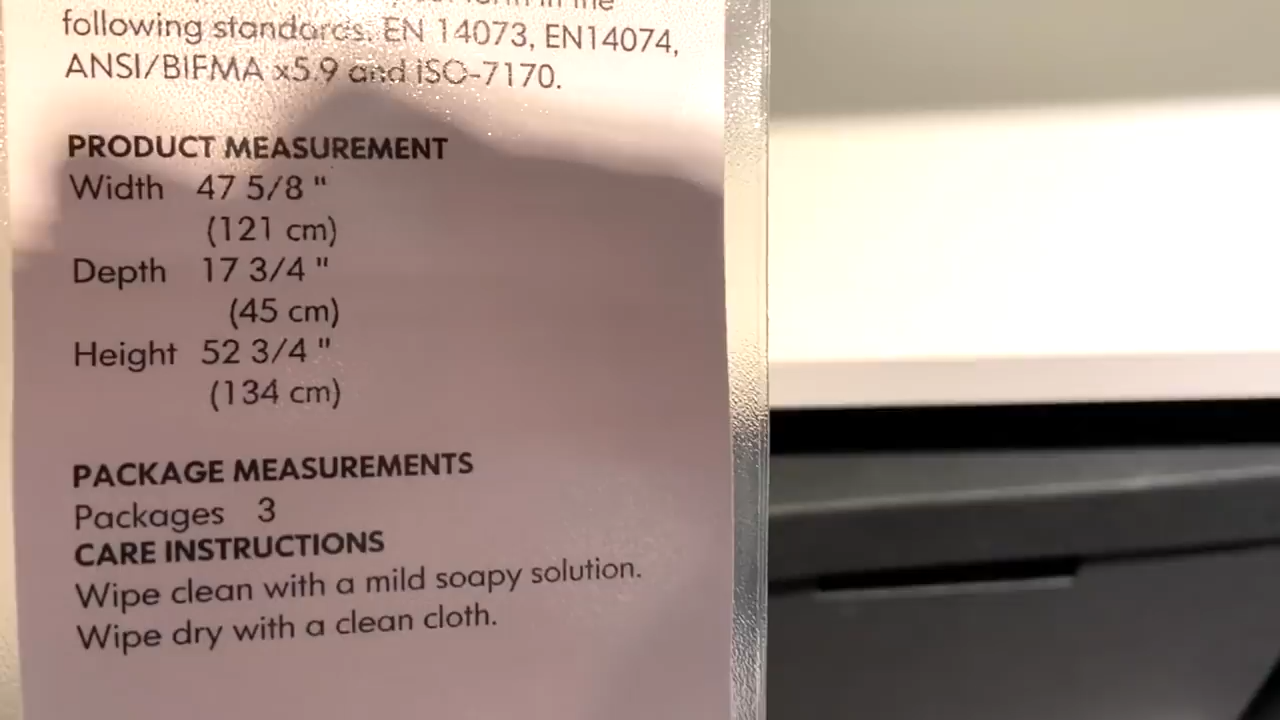 in the
following standards. EN 14073, EN14074,
ANSI/BIFMA x5.9 and ISO-7170.
PRODUCT MEASUREMENT
Width 47 5/8 "
(121 cm)
Depth 17 3/4 "
(45 cm)
Height 52 3/4 "
(134 cm)
PACKAGE MEASUREMENTS
Packages 3
CARE INSTRUCTIONS
Wipe clean with a mild soapy solution.
Wipe dry with a clean cloth.